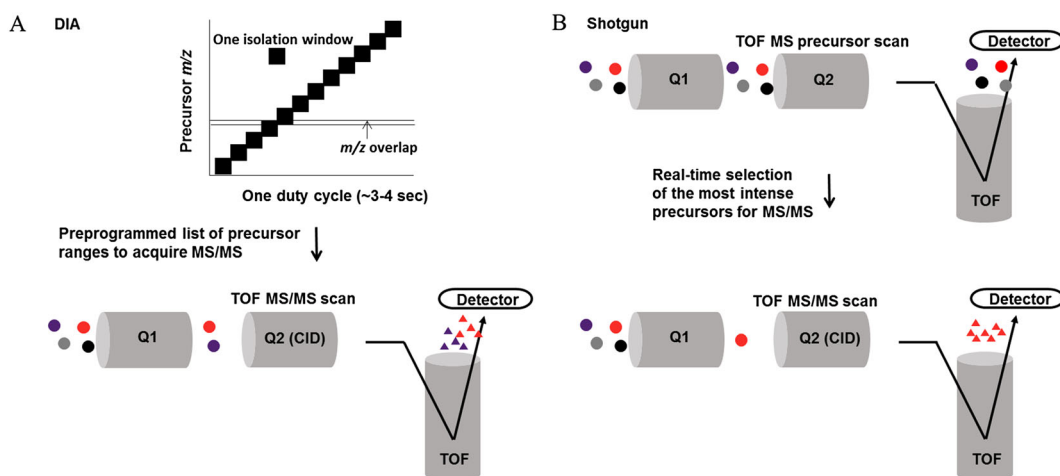 A DIA
One isolation window
Precursor m/z
m/z overlap
One duty cycle (~3-4 sec)
Preprogrammed list of precursor
ranges to acquire MS/MS
TOF MS/MS scan
Detector
Q1
Q2 (CID)
TOF
B Shotgun
TOF MS precursor scan
Detector
Q1
Q2
TOF
Real-time selection
of the most intense
precursors for MS/MS
TOF MS/MS scan
Detector
Q1
Q2 (CID)
TOF